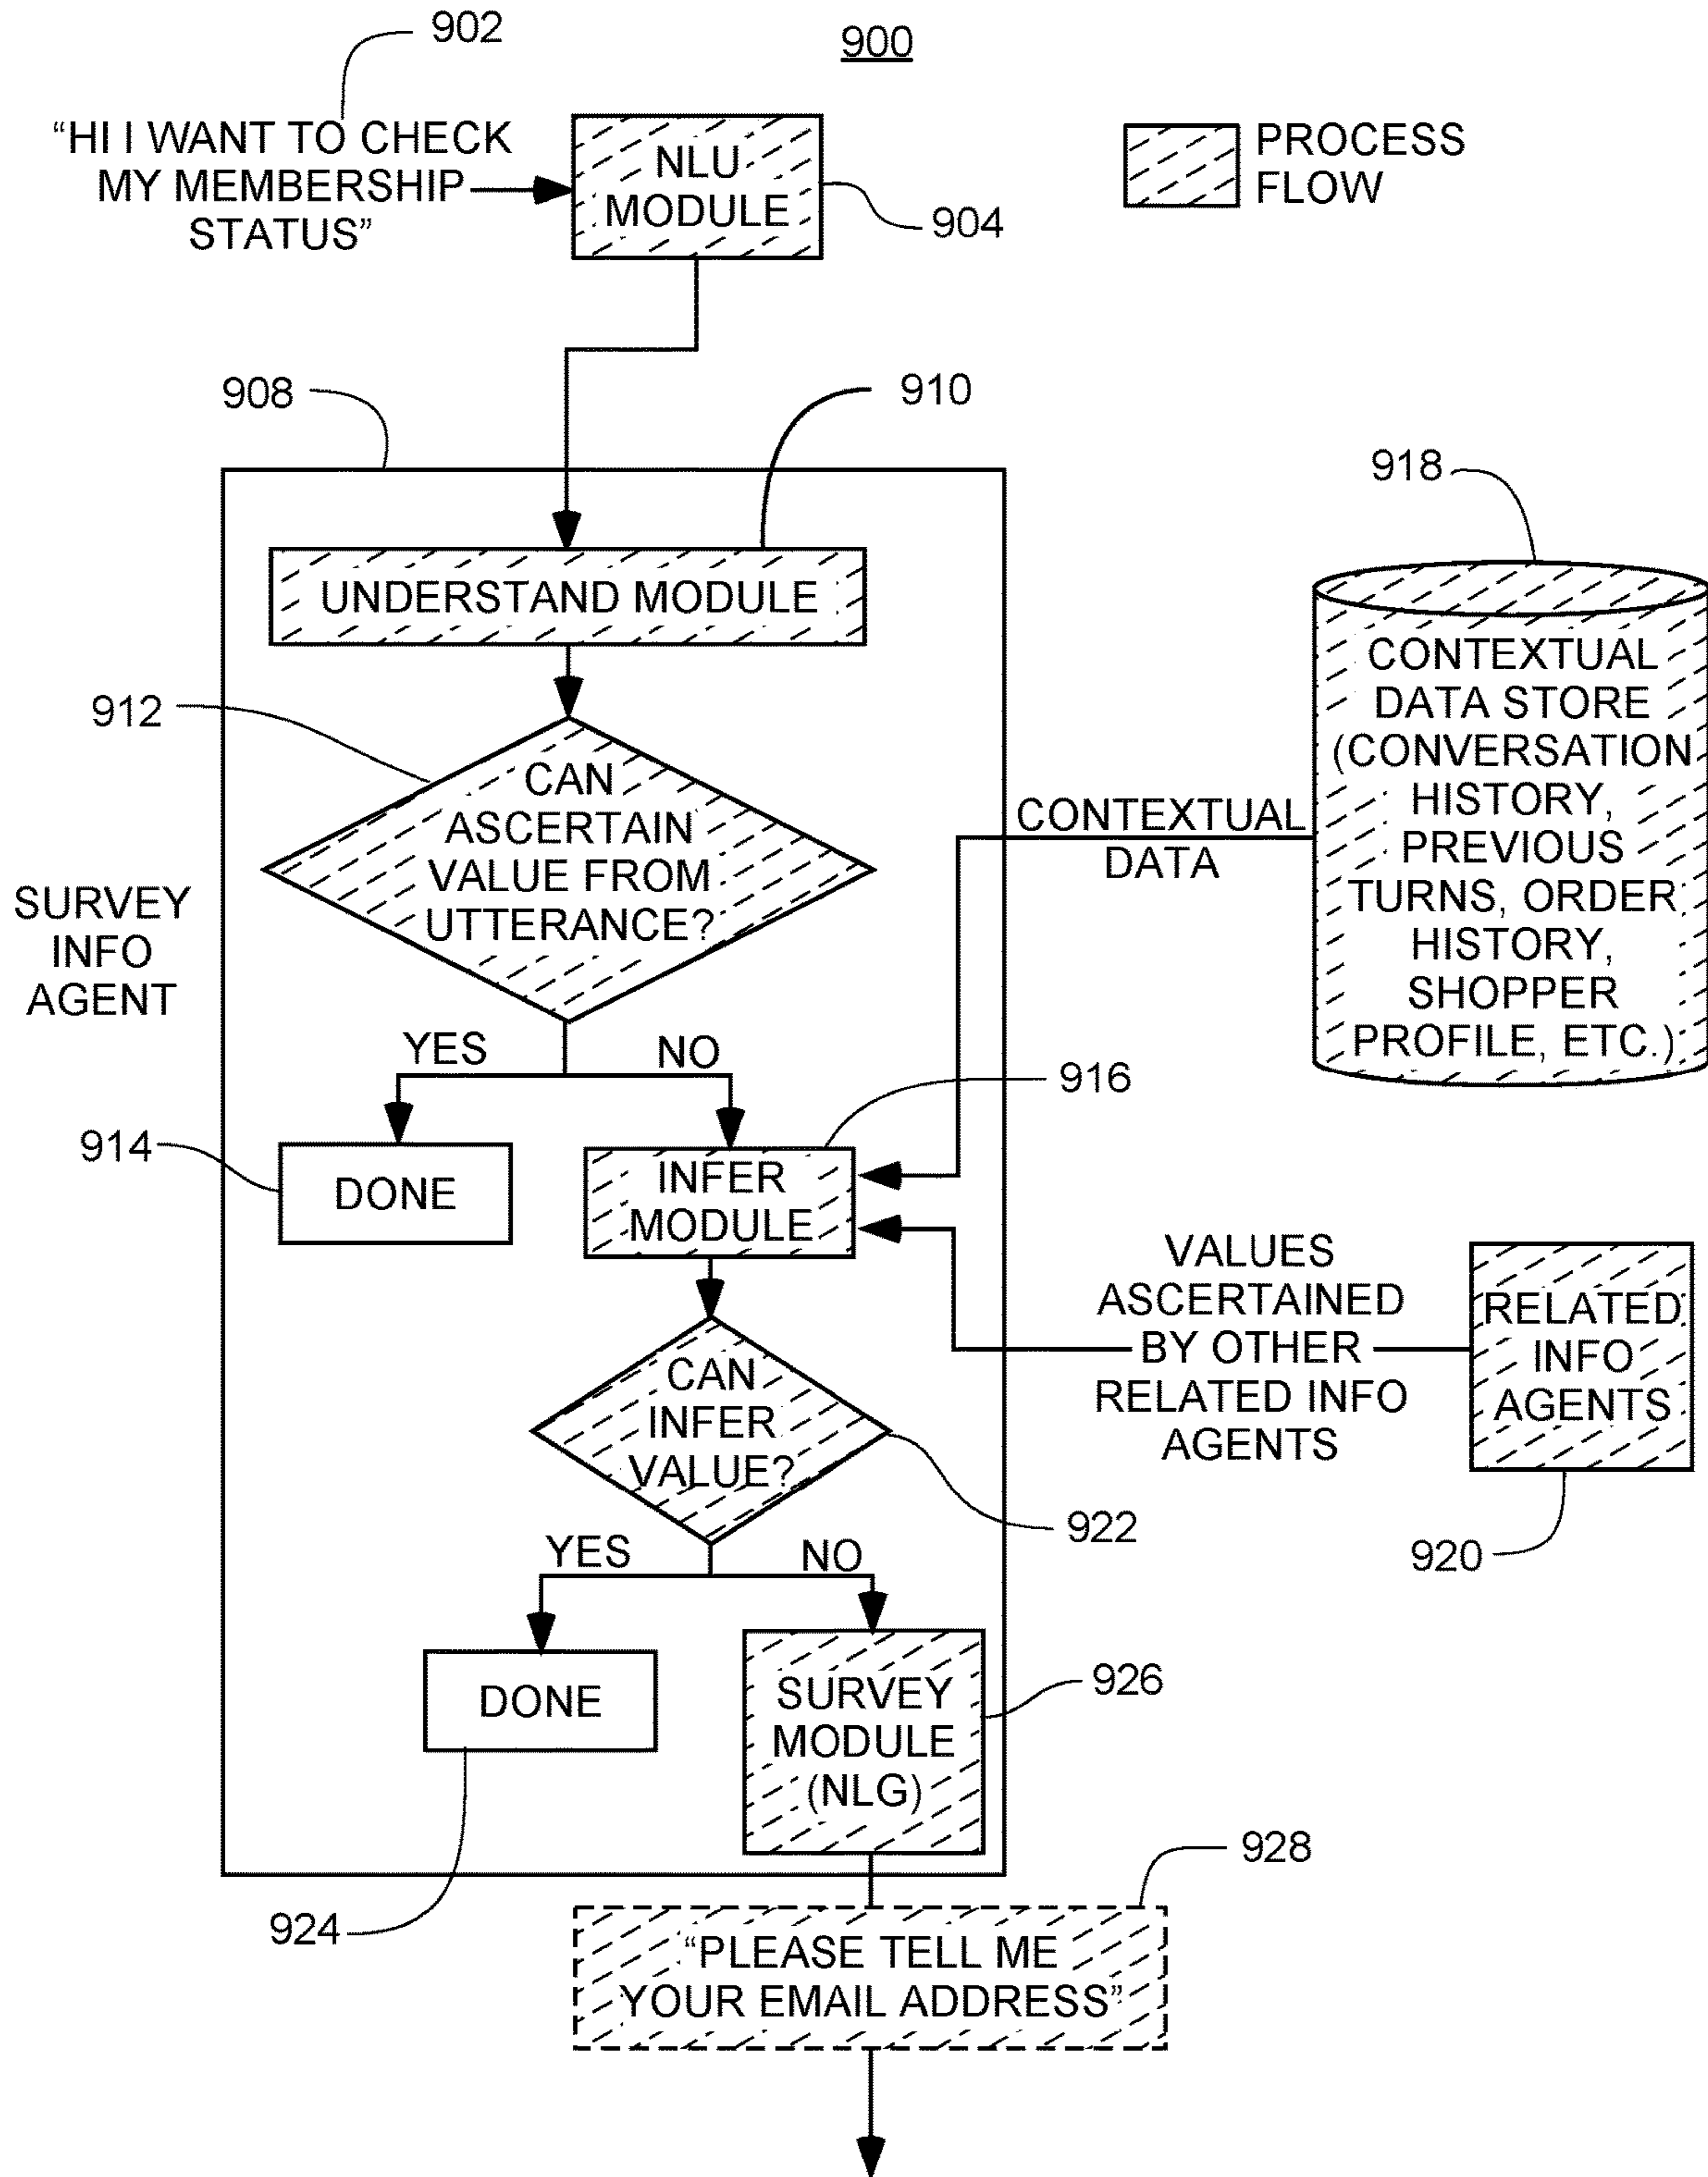 902
900
“HI I WANT TO CHECK
MY MEMBERSHIP
STATUS”
NLU
MODULE
904
PROCESS
FLOW
908
910
UNDERSTAND MODULE
912
CAN
ASCERTAIN
VALUE FROM
UTTERANCE?
SURVEY
INFO
AGENT
YES
NO
918
CONTEXTUAL
DATA STORE
(CONVERSATION
HISTORY,
PREVIOUS
TURNS, ORDER
HISTORY,
SHOPPER
PROFILE, ETC.)
CONTEXTUAL
DATA
914
DONE
916
INFER
MODULE
VALUES
ASCERTAINED
BY OTHER
RELATED INFO
AGENTS
RELATED
INFO
AGENTS
920
CAN
INFER
VALUE?
922
YES
NO
DONE
924
SURVEY
MODULE
(NLG)
926
928
“PLEASE TELL ME
YOUR EMAIL ADDRESS”